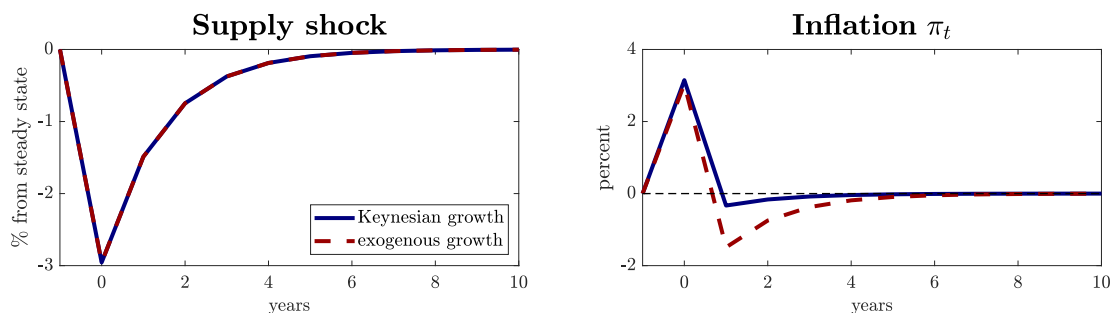 Supply shock
% from steady state
0
-1
-2
-3
0 2 4 6 8 10
years
Keynesian growth
exogenous growth
Inflation πt
percent
4
2
0
-2
0 2 4 6 8 10
years